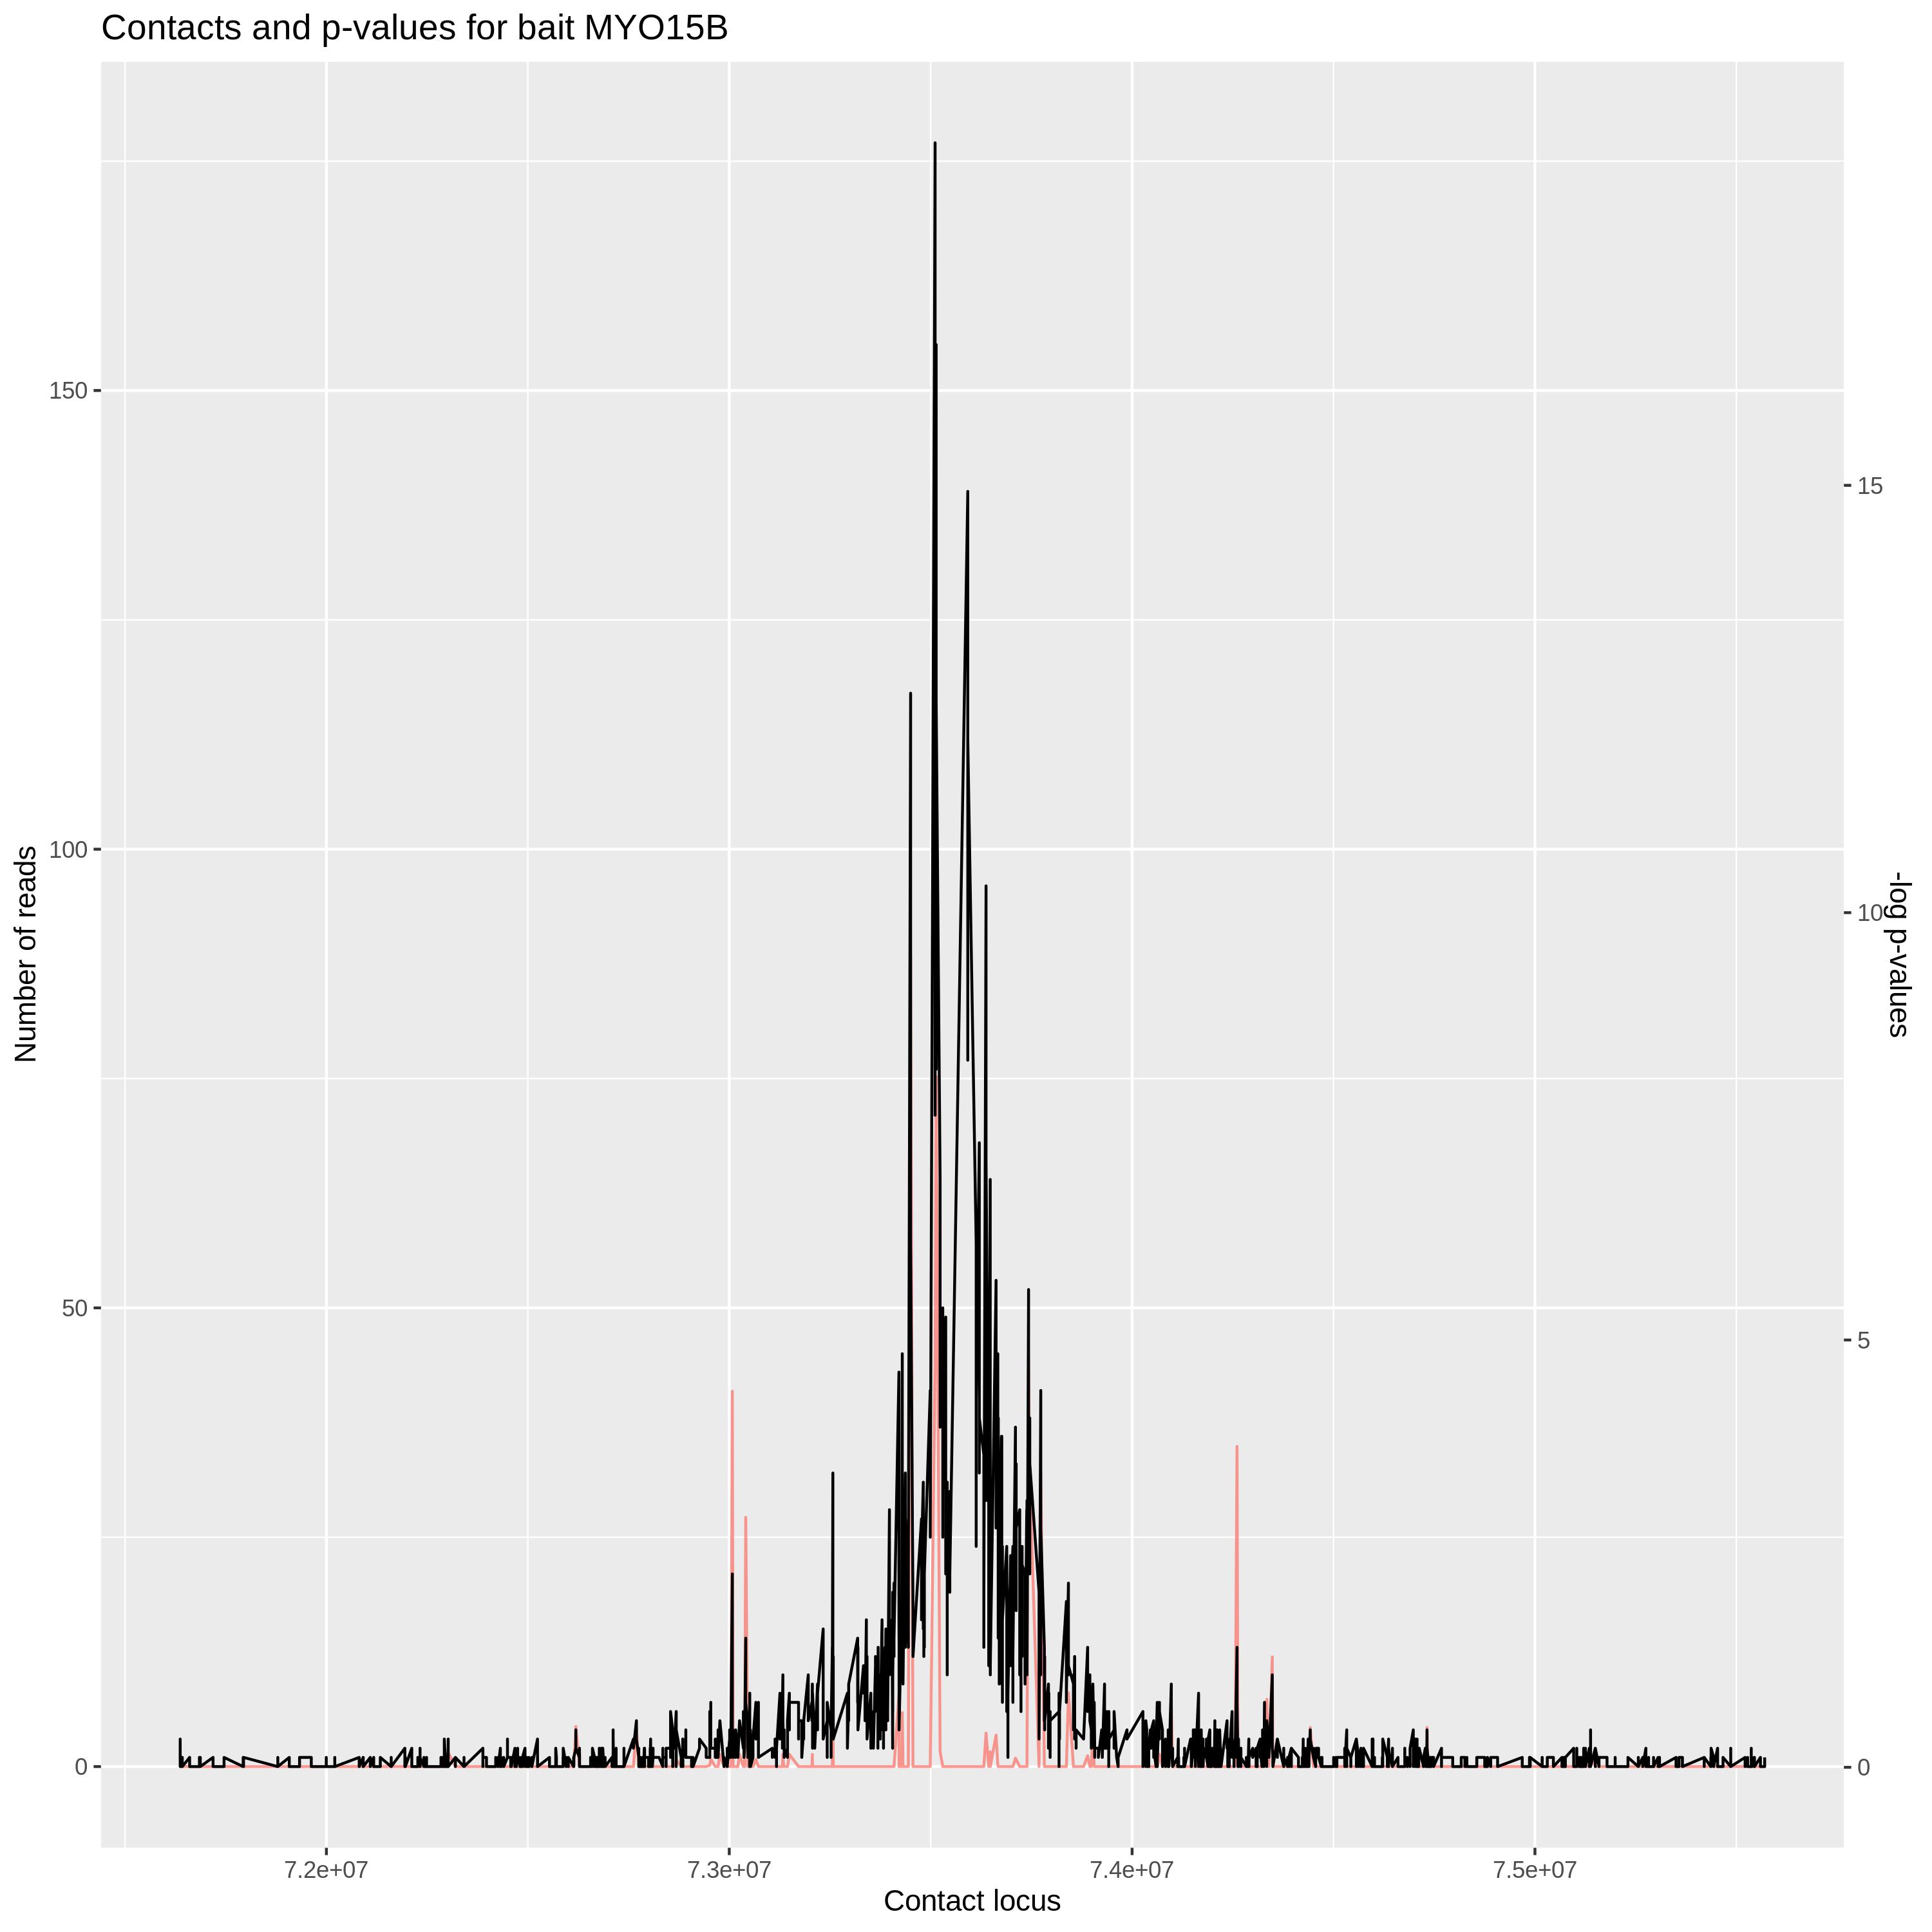 Contacts and p-values for bait MYO15B
150
100
50
0
Number of reads
15
10
5
0
-log p-values
7.2e+07
7.3e+07
7.4e+07
7.5e+07
Contact locus